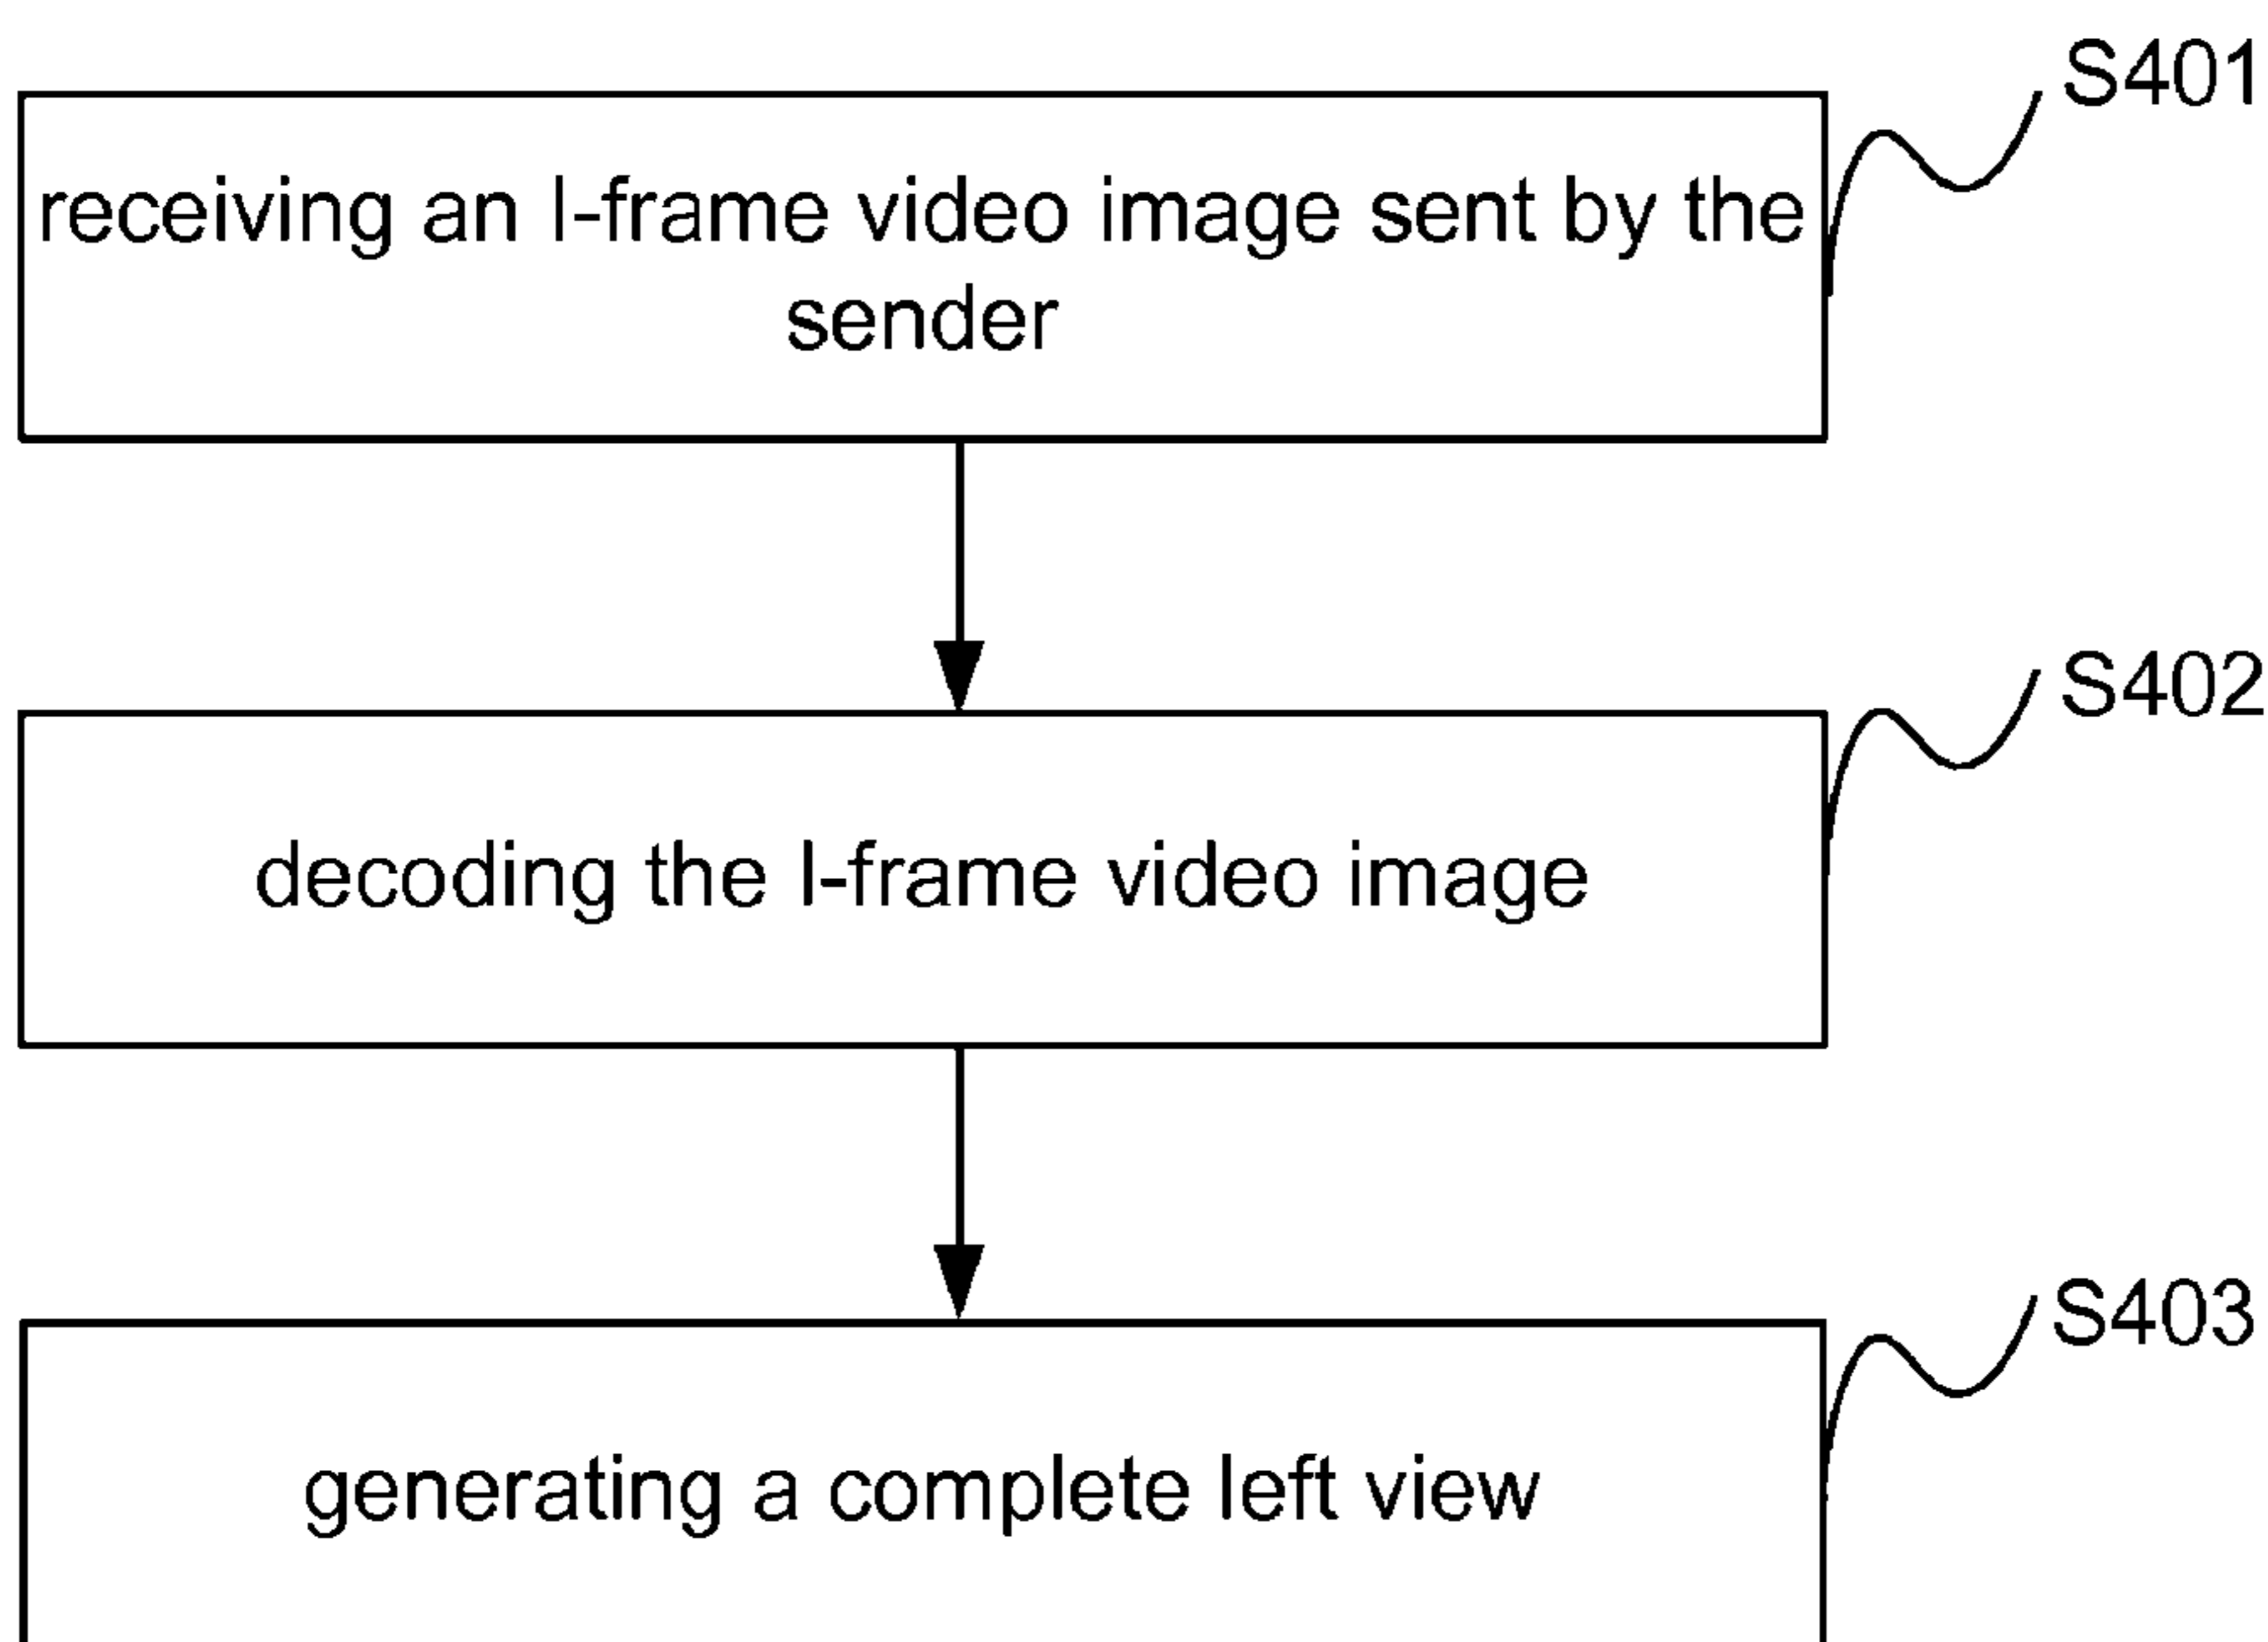 S401
receiving an I-frame video image sent by the
sender
S402
decoding the I-frame video image
S403
generating a complete left view